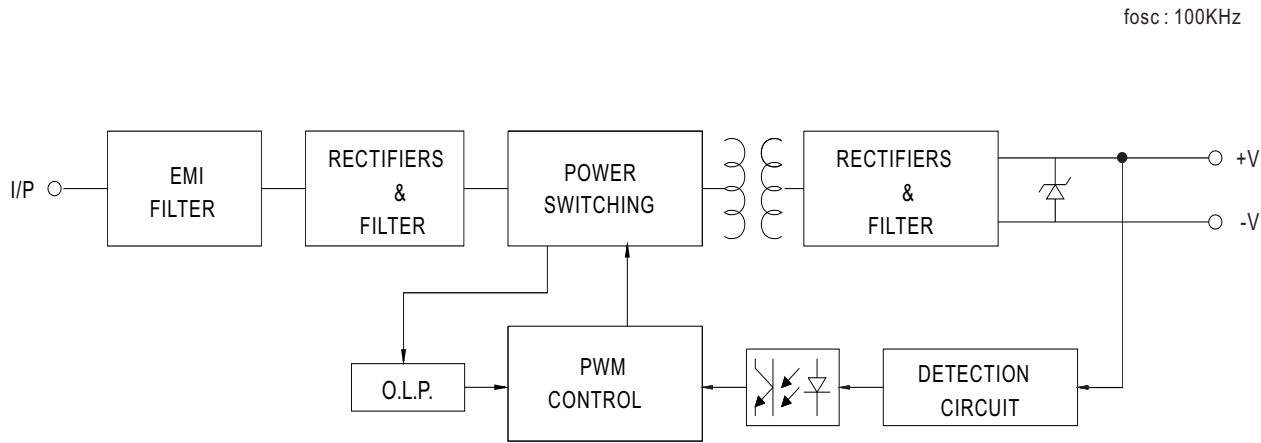 fosc : 100KHz
I/P
EMI
FILTER
RECTIFIERS
&
FILTER
POWER
SWITCHING
RECTIFIERS
&
FILTER
+V
-V
O.L.P.
PWM
CONTROL
DETECTION
CIRCUIT